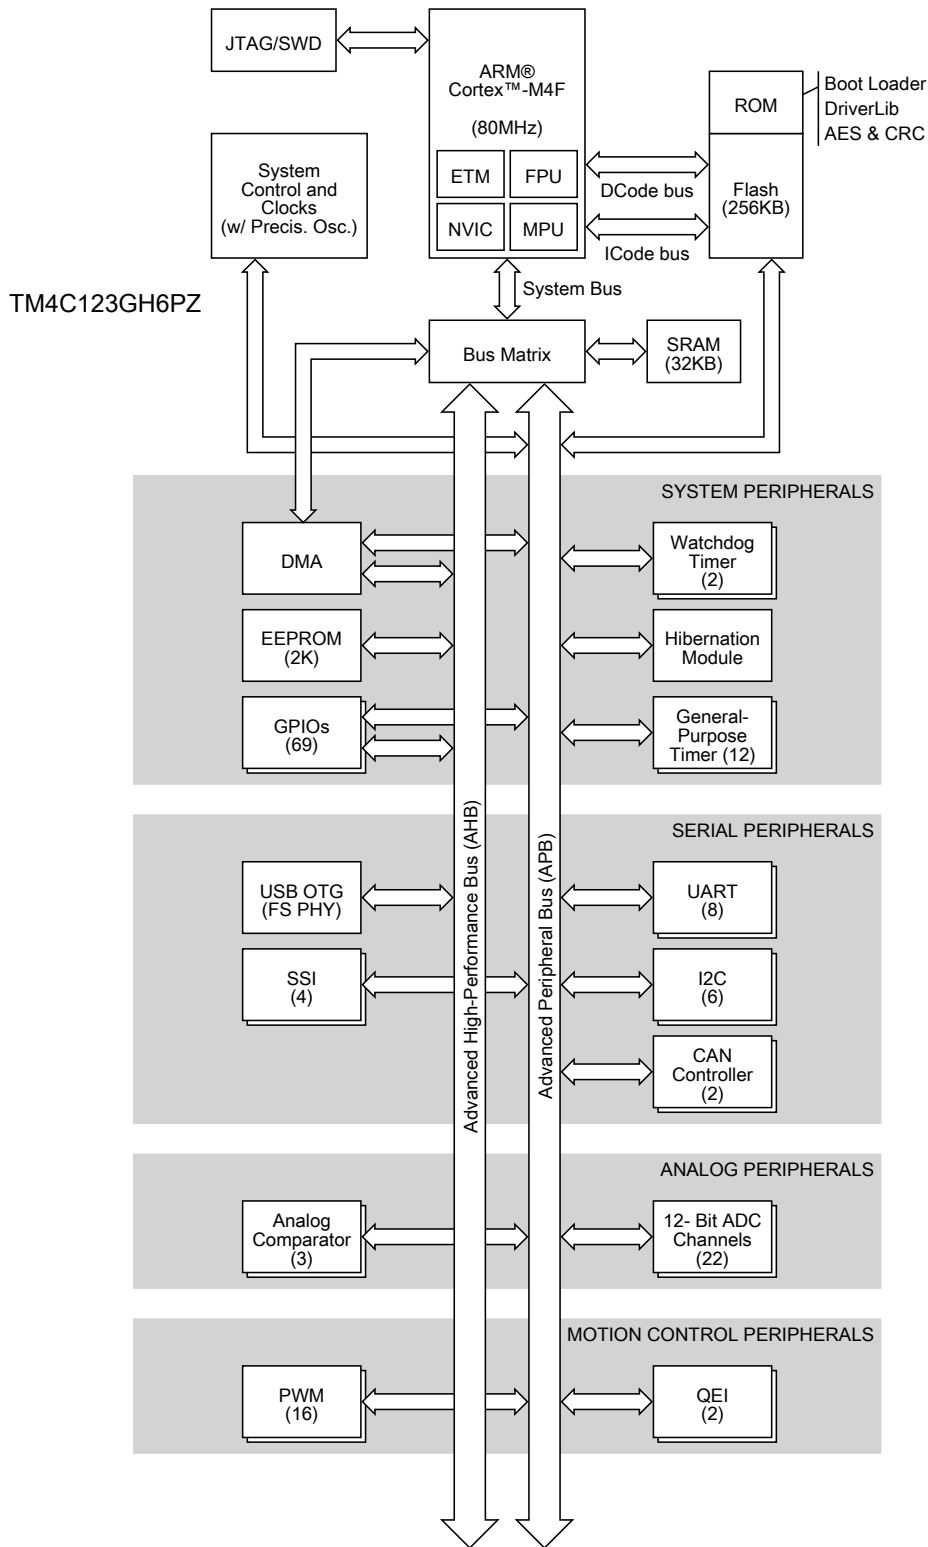 JTAG/SWD
ARM®
Cortex™-M4F
(80MHz)
ETM
FPU
NVIC
MPU
ROM
Boot Loader
DriverLib
AES & CRC
System
Control and
Clocks
(w/ Precis. Osc.)
DCode bus
Flash
(256KB)
ICode bus
System Bus
TM4C123GH6PZ
Bus Matrix
SRAM
(32KB)
SYSTEM PERIPHERALS
DMA
Watchdog
Timer
(2)
EEPROM
(2K)
Hibernation
Module
GPIOs
(69)
General-
Purpose
Timer (12)
Advanced High-Performance Bus (AHB)
Advanced Peripheral Bus (APB)
SERIAL PERIPHERALS
USB OTG
(FS PHY)
UART
(8)
SSI
(4)
I2C
(6)
CAN
Controller
(2)
ANALOG PERIPHERALS
Analog
Comparator
(3)
12- Bit ADC
Channels
(22)
MOTION CONTROL PERIPHERALS
PWM
(16)
QEI
(2)